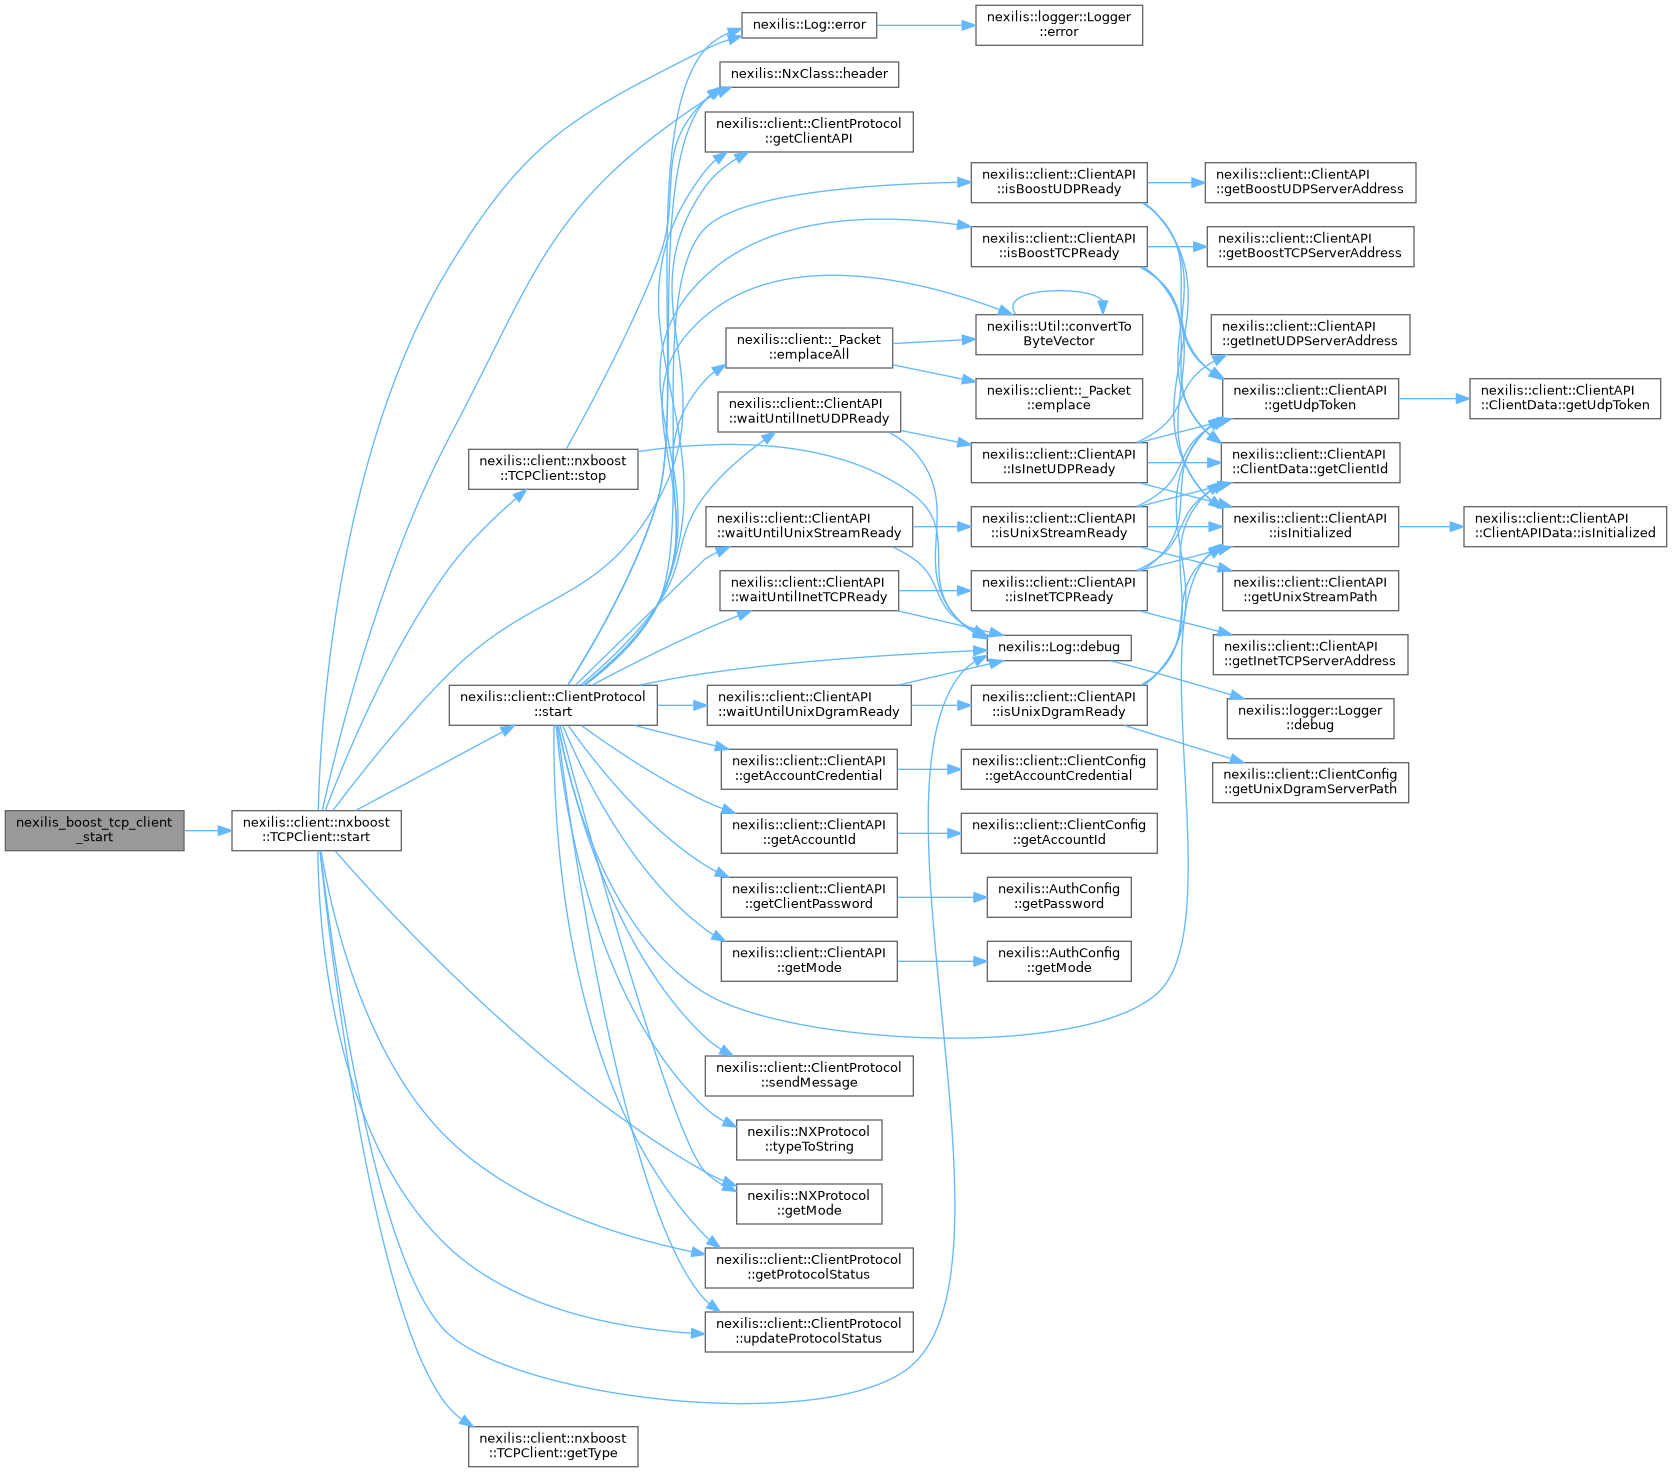 nexilis_boost_tcp_client
_start
nexilis::client::nxboost
::TCPClient::start
nexilis::client::nxboost
::TCPClient::stop
nexilis::client::ClientProtocol
::start
nexilis::client::nxboost
::TCPClient::getType
nexilis::Log::error
nexilis::NxClass::header
nexilis::client::ClientProtocol
::getClientAPI
nexilis::client::_Packet
::emplaceAll
nexilis::client::ClientAPI
::waitUntilInetUDPReady
nexilis::client::ClientAPI
::waitUntilUnixStreamReady
nexilis::client::ClientAPI
::waitUntilInetTCPReady
nexilis::client::ClientAPI
::waitUntilUnixDgramReady
nexilis::client::ClientAPI
::getAccountCredential
nexilis::client::ClientAPI
::getAccountId
nexilis::client::ClientAPI
::getClientPassword
nexilis::client::ClientAPI
::getMode
nexilis::client::ClientProtocol
::sendMessage
nexilis::NXProtocol
::typeToString
nexilis::NXProtocol
::getMode
nexilis::client::ClientProtocol
::getProtocolStatus
nexilis::client::ClientProtocol
::updateProtocolStatus
nexilis::logger::Logger
::error
nexilis::client::ClientAPI
::isBoostUDPReady
nexilis::client::ClientAPI
::isBoostTCPReady
nexilis::Util::convertTo
ByteVector
nexilis::client::_Packet
::emplace
nexilis::client::ClientAPI
::IsInetUDPReady
nexilis::client::ClientAPI
::isUnixStreamReady
nexilis::client::ClientAPI
::isInetTCPReady
nexilis::Log::debug
nexilis::client::ClientAPI
::isUnixDgramReady
nexilis::client::ClientConfig
::getAccountCredential
nexilis::client::ClientConfig
::getAccountId
nexilis::AuthConfig
::getPassword
nexilis::AuthConfig
::getMode
nexilis::client::ClientAPI
::getBoostUDPServerAddress
nexilis::client::ClientAPI
::getBoostTCPServerAddress
nexilis::client::ClientAPI
::getInetUDPServerAddress
nexilis::client::ClientAPI
::getUdpToken
nexilis::client::ClientAPI
::ClientData::getClientId
nexilis::client::ClientAPI
::isInitialized
nexilis::client::ClientAPI
::getUnixStreamPath
nexilis::client::ClientAPI
::getInetTCPServerAddress
nexilis::logger::Logger
::debug
nexilis::client::ClientConfig
::getUnixDgramServerPath
nexilis::client::ClientAPI
::ClientData::getUdpToken
nexilis::client::ClientAPI
::ClientAPIData::isInitialized